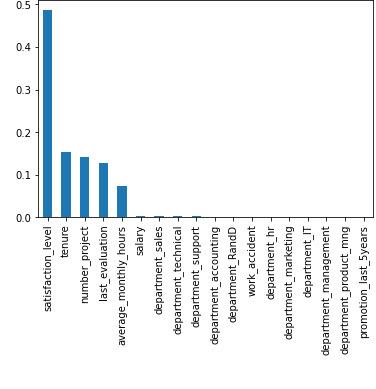 0.5
0.4
0.3
0.2
0.1
0.0
satisfaction_level
tenure
number_project
last_evaluation
average_monthly_hours
salary
department_sales
department_technical
department_support
department_accounting
department_RandD
work_accident
department_hr
department_marketing
department_IT
department_management
department_product_mng
promotion_last_5years